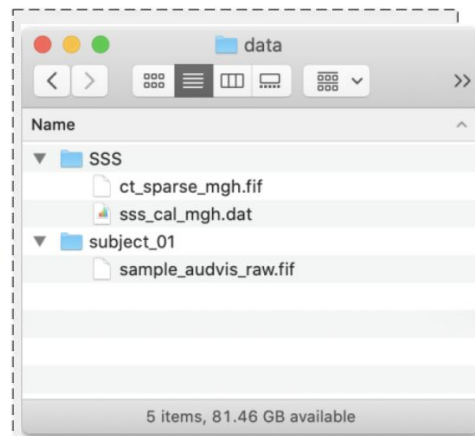 data
Name
SSS
ct_sparse_mgh.fif
sss_cal_mgh.dat
subject_01
sample_audvis_raw.fif
5 items, 81.46 GB available